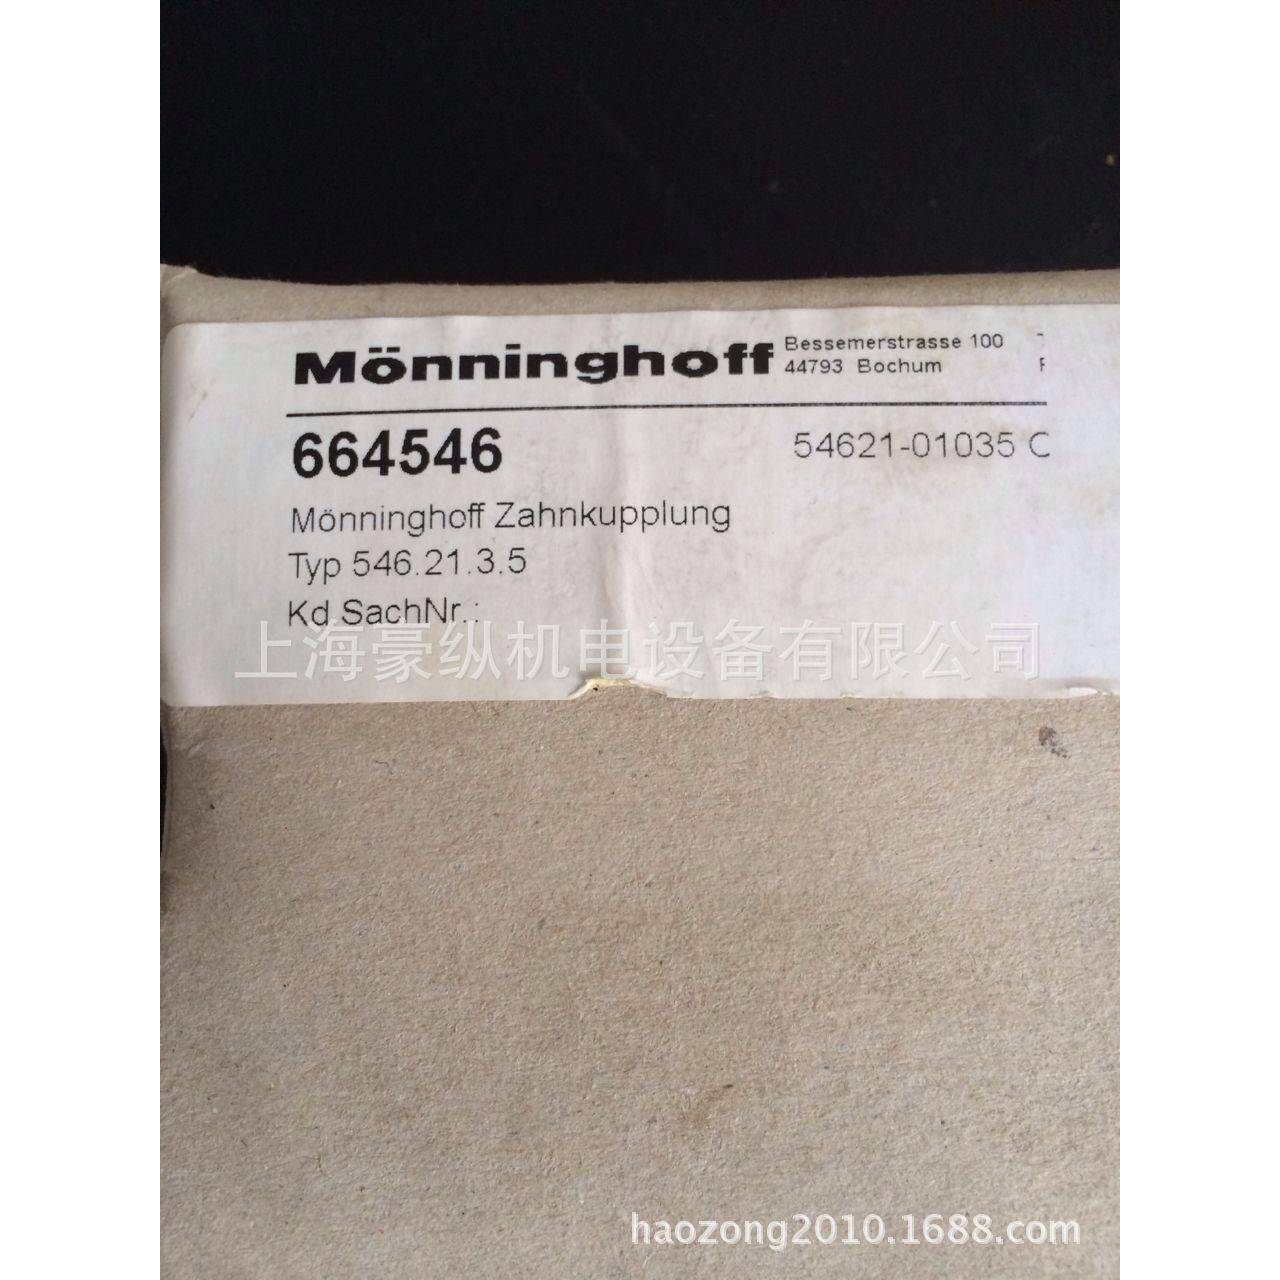 Mönninghoff
Bessemerstrasse 100
44793 Bochum
664546
54621-01035 C
Mönninghoff Zahnkupplung
Typ 546.21.3.5
Kd.SachNr.:
上海豪纵机电设备有限公司
haozong2010.1688.com